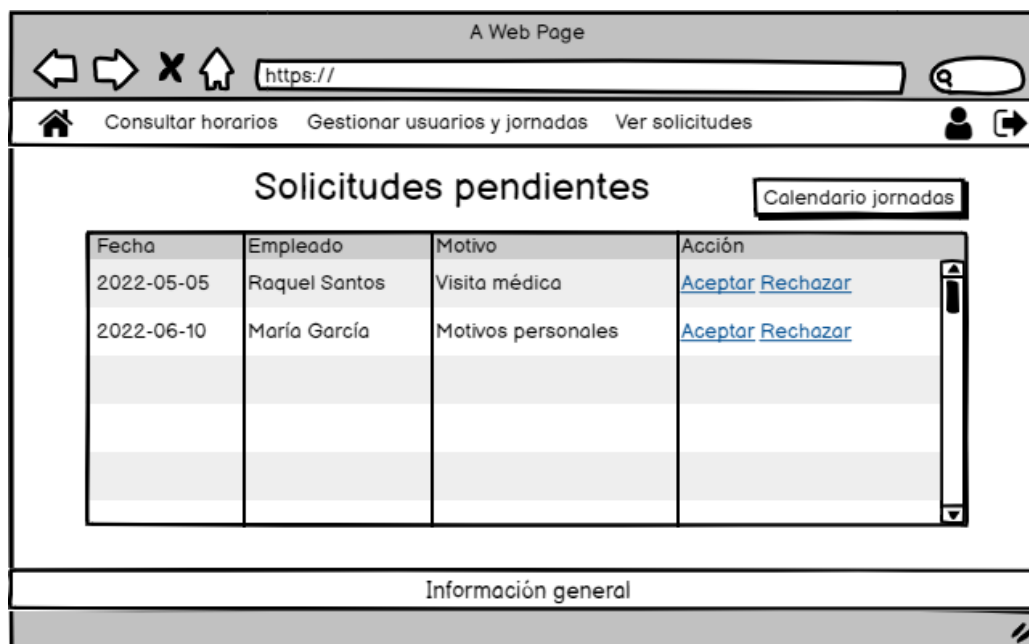 A Web Page
https://
Consultar horarios Gestionar usuarios y jornadas Ver solicitudes
Solicitudes pendientes
Calendario jornadas
Fecha Empleado Motivo Acción
2022-05-05 Raquel Santos Visita médica Aceptar Rechazar
2022-06-10 María García Motivos personales Aceptar Rechazar
Información general